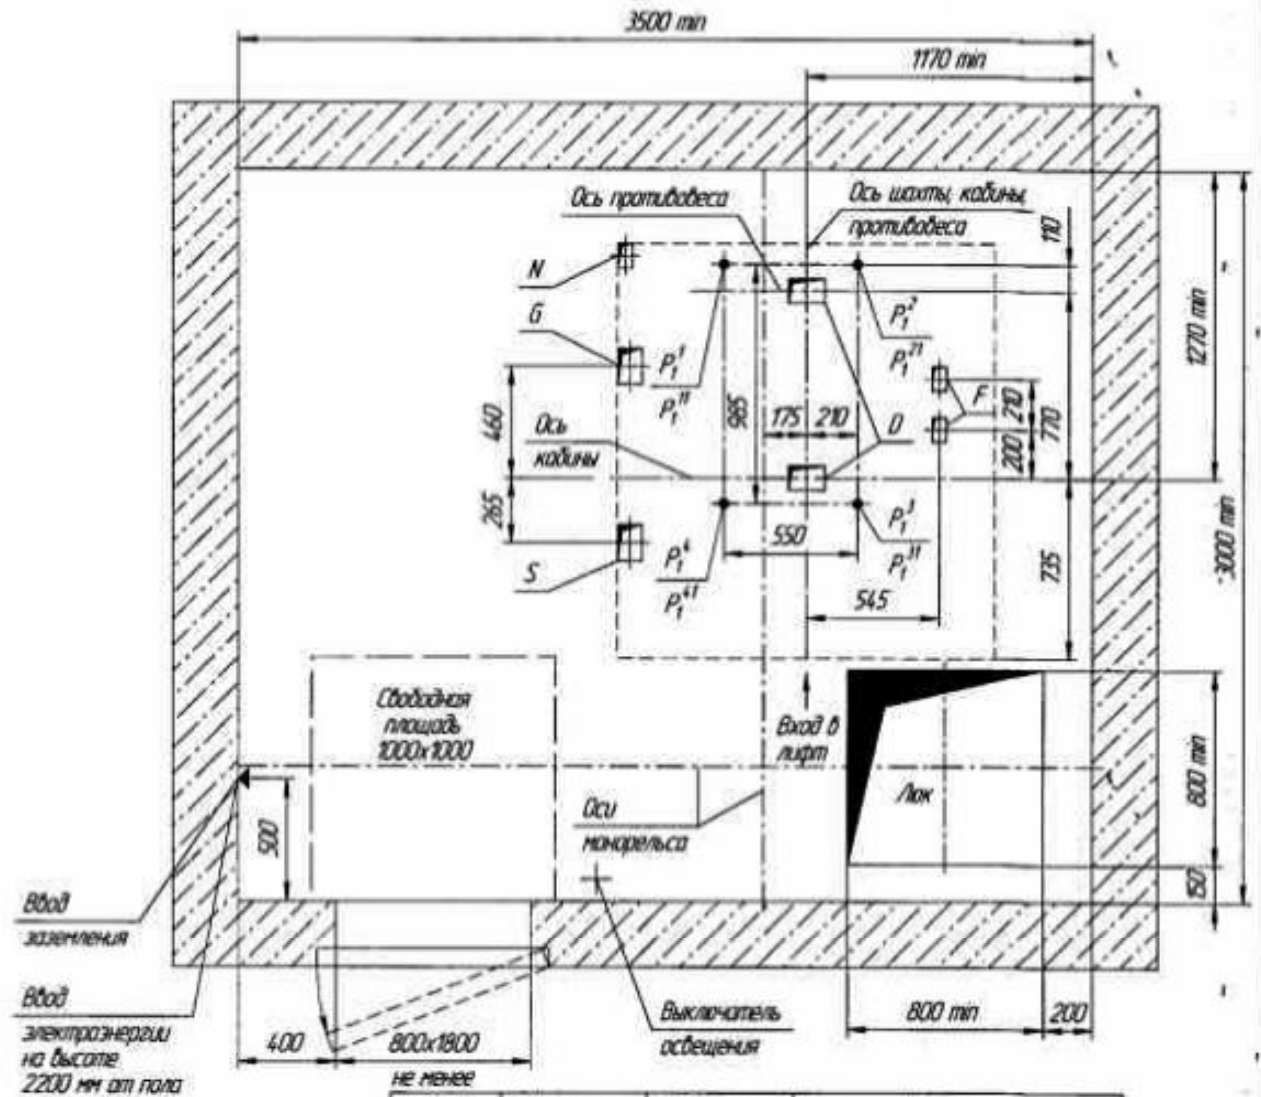 3500 min
1170 min
Ось противовеса
Ось шахты, кабины,
противовеса
110
N
G
P₁²
P₁²¹
1270 min
P₁¹
P₁¹¹
985
175
210
D
F
210
200
770
460
Ось
кабины
265
S
P₁⁴
P₁⁴¹
550
P₁³
P₁³¹
545
735
3000 min
Свободная
площадь
1000х1000
Вход в
лифт
Люк
800 min
500
Оси
монорельса
150
Ввод
заземления
Ввод
электроэнергии
на высоте
2200 мм от пола
400
800х1800
не менее
Выключатель
освещения
800 min
200